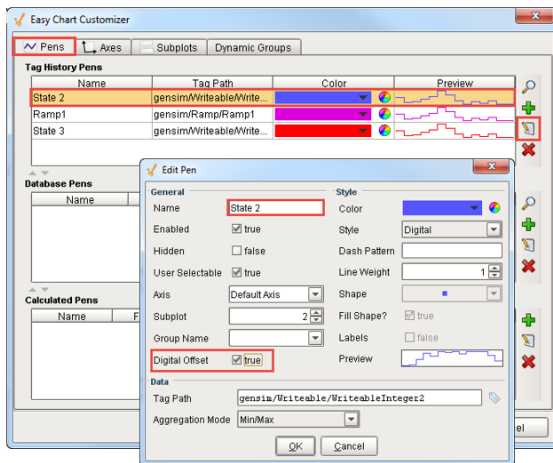 Easy Chart Customizer
Pens Axes Subplots Dynamic Groups
Tag History Pens
Name Tag Path Color Preview
State 2 gensim/Writeable/Write...
Ramp1 gensim/Ramp/Ramp1
State 3 gensim/Writeable/Write...
Edit Pen
General Style
Database Pens
Name
Name State 2 Color
Enabled true Style Digital
Hidden false Dash Pattern
User Selectable true Line Weight 1
Axis Default Axis Shape
Calculated Pens
Name F
Subplot 2 Fill Shape? true
Group Name Labels false
Digital Offset true Preview
Data
Tag Path gensim/Writeable/WriteableInteger2
Aggregation Mode Min/Max
OK Cancel
el